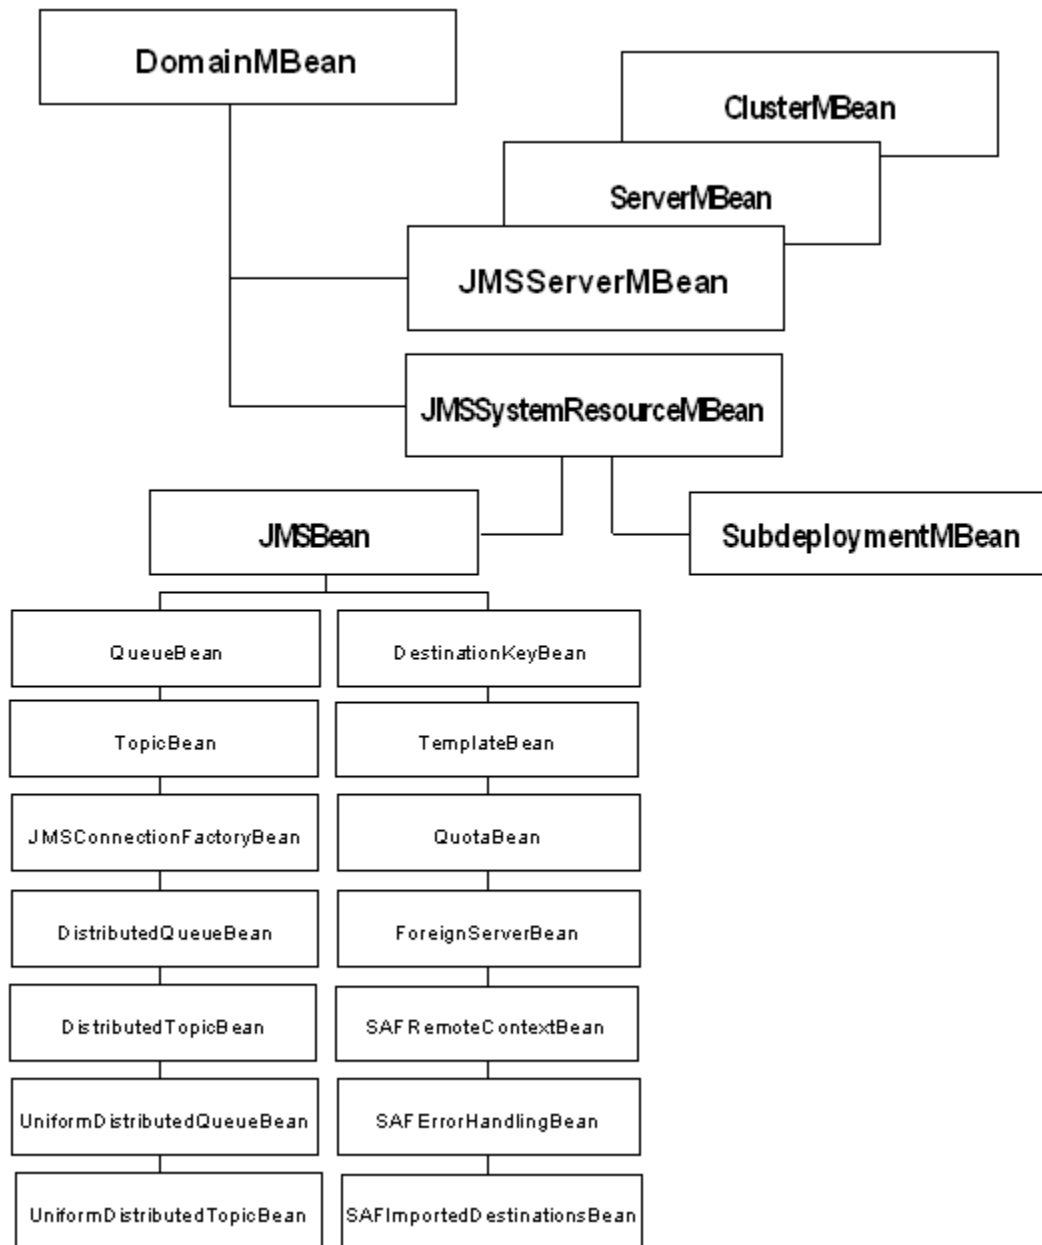 DomainMBean
ClusterMBean
ServerMBean
JMSServerMBean
JMSSystemResourceMBean
JMSBean
SubdeploymentMBean
QueueBean
DestinationKeyBean
TopicBean
TemplateBean
JMSConnectionFactoryBean
QuotaBean
DistributedQueueBean
ForeignServerBean
DistributedTopicBean
SAFRemoteContextBean
UniformDistributedQueueBean
SAFErrorHandlingBean
UniformDistributedTopicBean
SAFImportedDestinationsBean